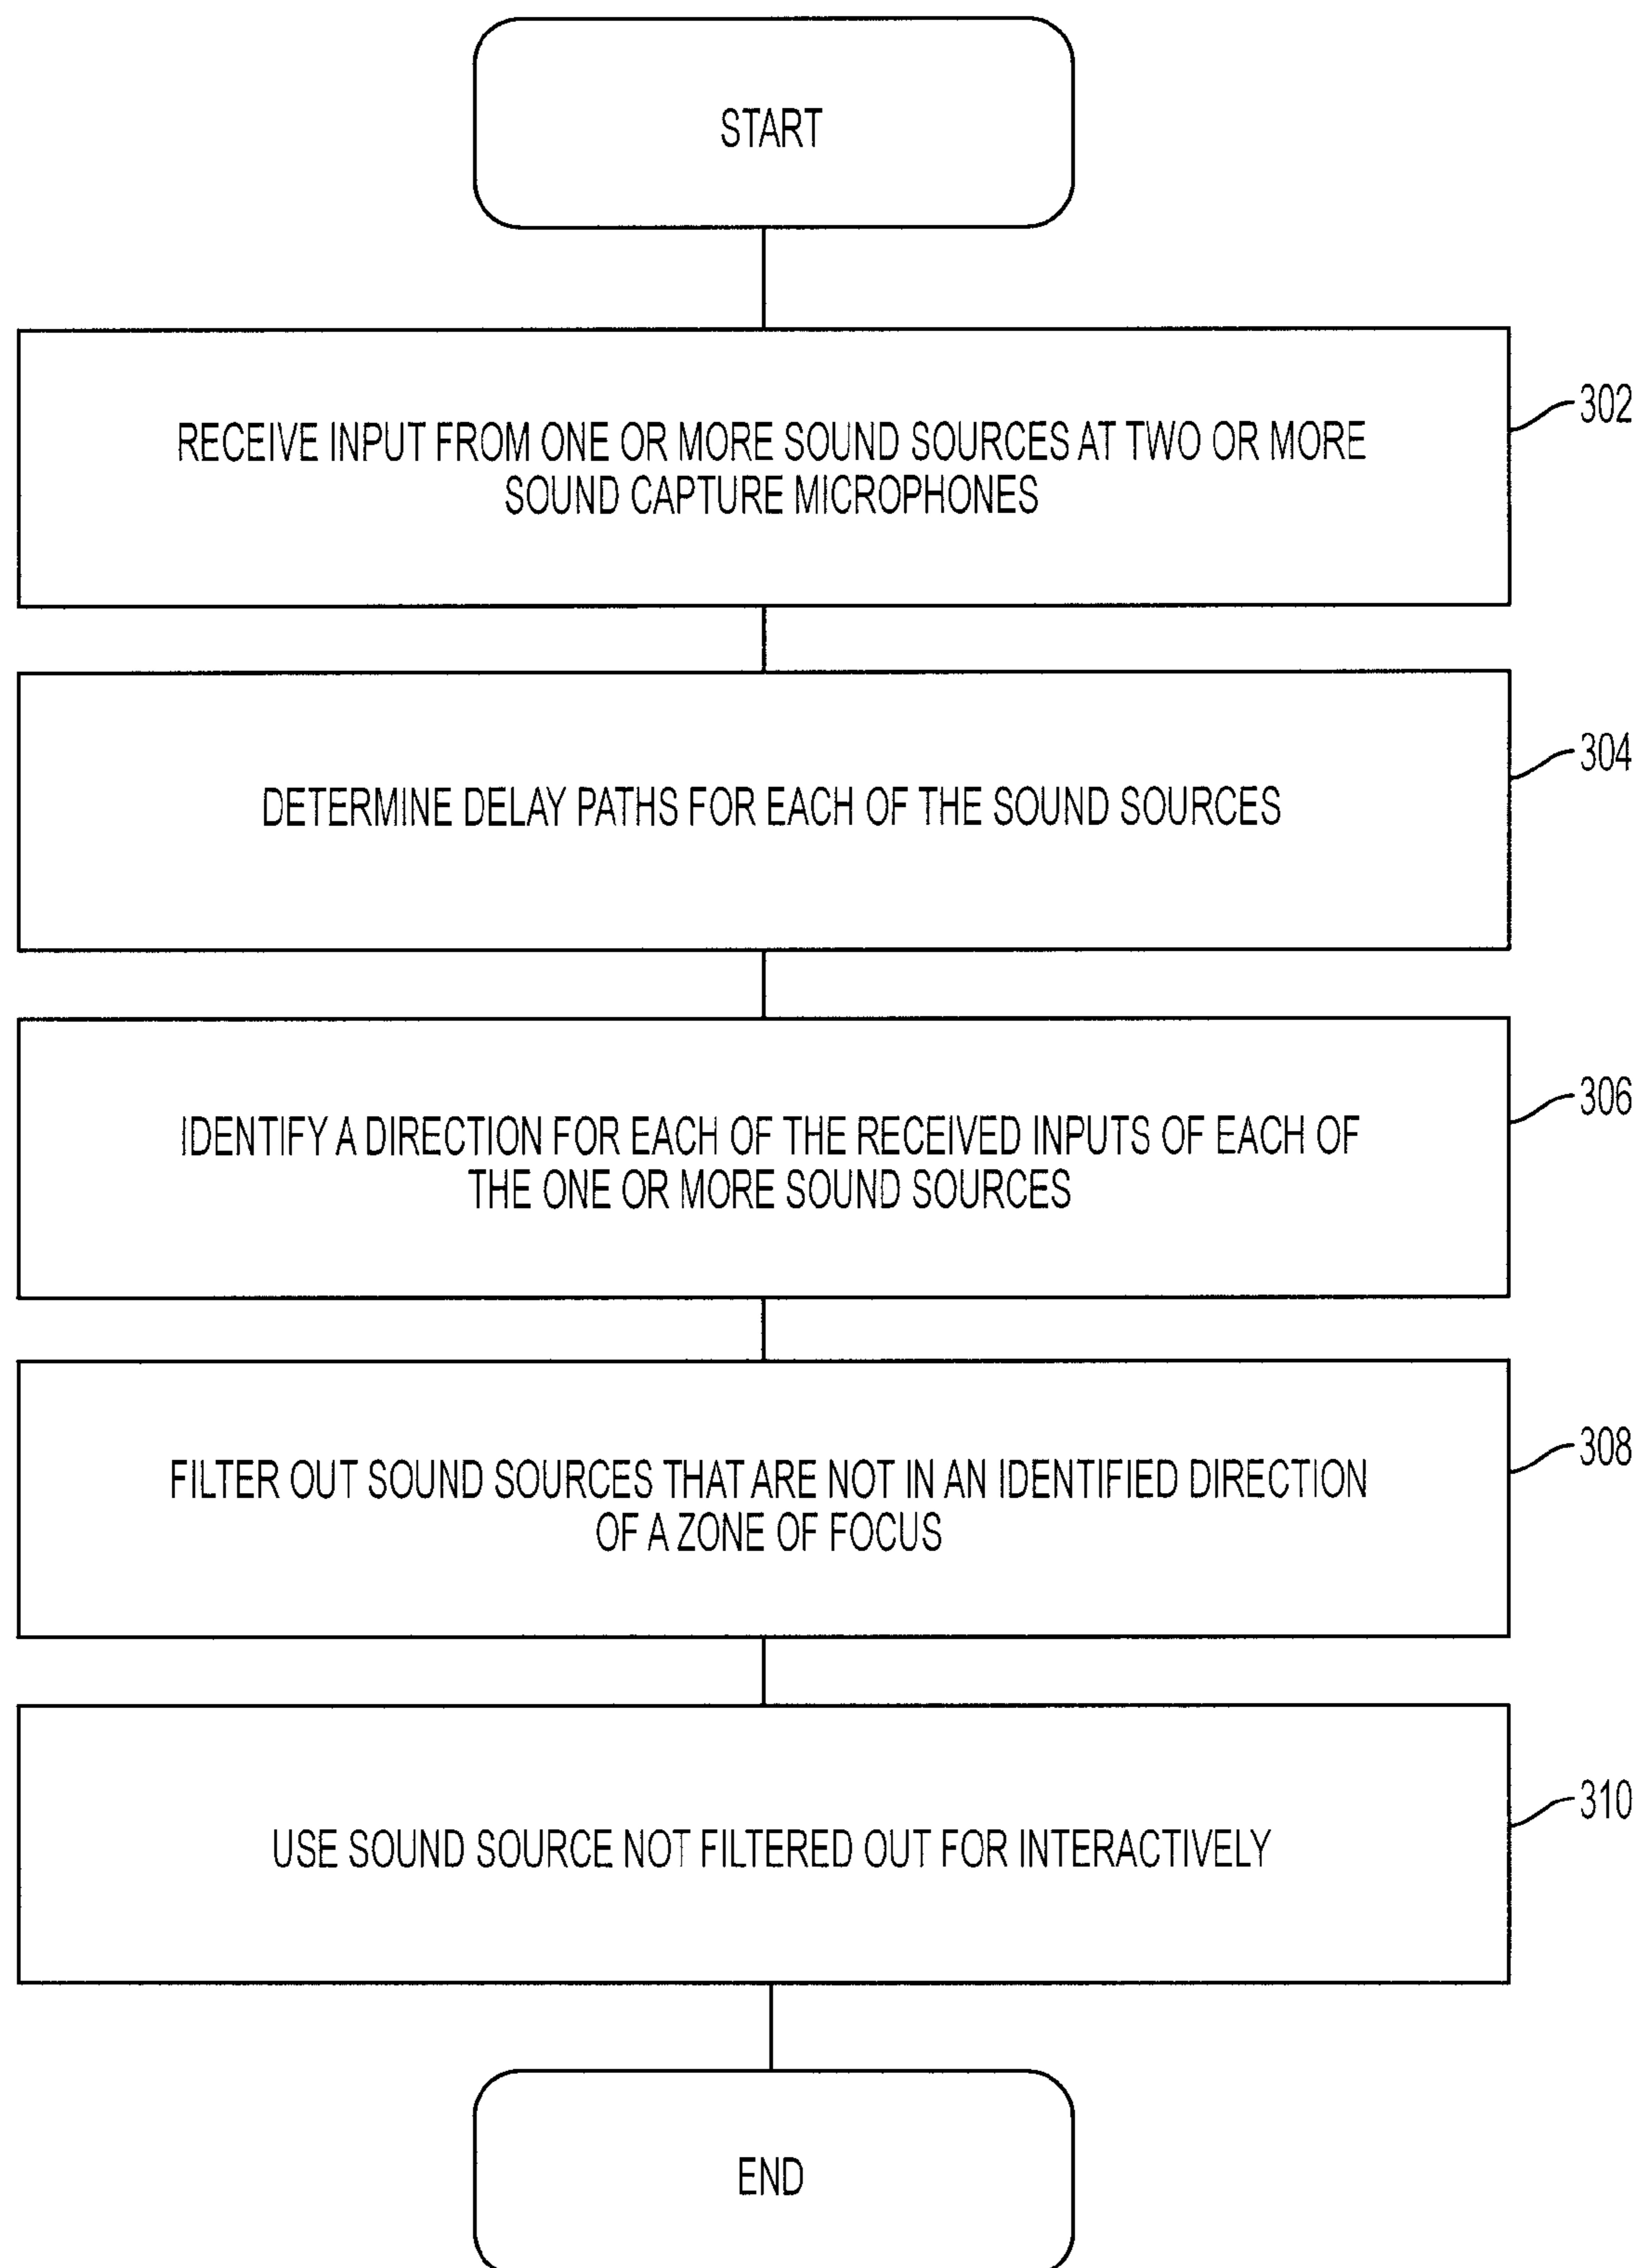 START
RECEIVE INPUT FROM ONE OR MORE SOUND SOURCES AT TWO OR MORE
SOUND CAPTURE MICROPHONES
302
DETERMINE DELAY PATHS FOR EACH OF THE SOUND SOURCES
304
IDENTIFY A DIRECTION FOR EACH OF THE RECEIVED INPUTS OF EACH OF
THE ONE OR MORE SOUND SOURCES
306
FILTER OUT SOUND SOURCES THAT ARE NOT IN AN IDENTIFIED DIRECTION
OF A ZONE OF FOCUS
308
USE SOUND SOURCE NOT FILTERED OUT FOR INTERACTIVELY
310
END